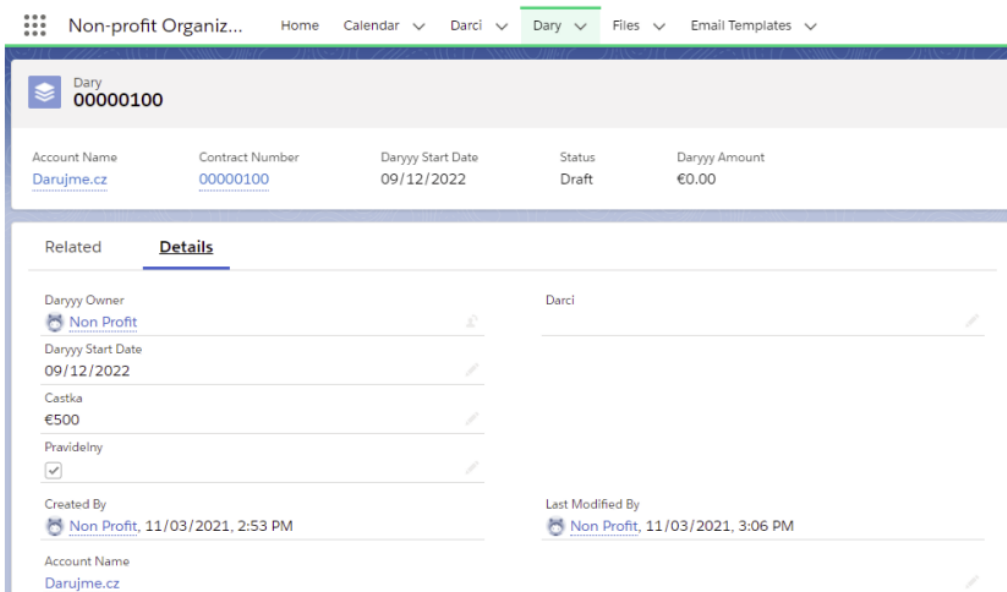 Non-profit Organiz... Home Calendar Darci Dary Files Email Templates
Dary
00000100
Account Name Contract Number Daryyy Start Date Status Daryyy Amount
Darujme.cz 00000100 09/12/2022 Draft €0.00
Related Details
Daryyy Owner Darci
Non Profit
Daryyy Start Date
09/12/2022
Castka
€500
Pravidelny
Created By Last Modified By
Non Profit, 11/03/2021, 2:53 PM Non Profit, 11/03/2021, 3:06 PM
Account Name
Darujme.cz